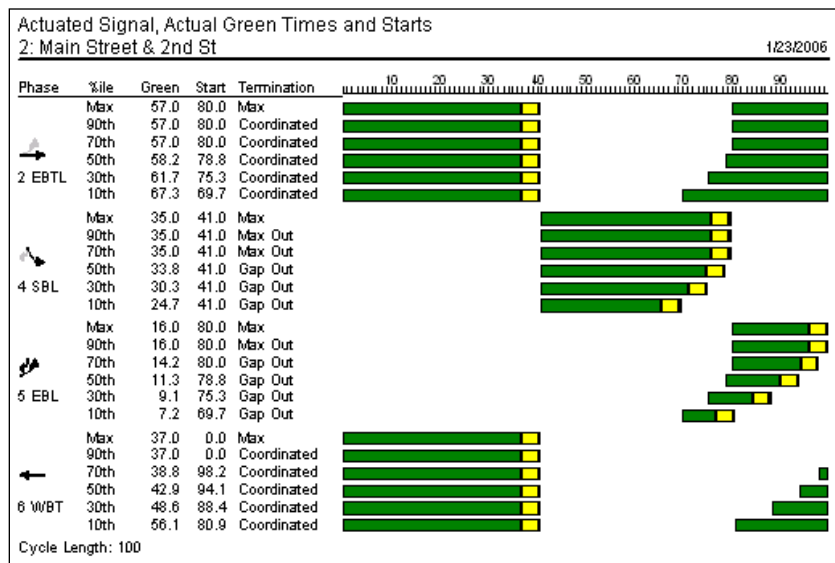 Actuated Signal, Actual Green Times and Starts
2: Main Street & 2nd St 1/23/2006
Phase %ile Green Start Termination 10 20 30 40 50 60 70 80 90
Max 57.0 80.0 Max
90th 57.0 80.0 Coordinated
70th 57.0 80.0 Coordinated
50th 58.2 78.8 Coordinated
2 EBTL 30th 61.7 75.3 Coordinated
10th 67.3 69.7 Coordinated
Max 35.0 41.0 Max
90th 35.0 41.0 Max Out
70th 35.0 41.0 Max Out
50th 33.8 41.0 Gap Out
4 SBL 30th 30.3 41.0 Gap Out
10th 24.7 41.0 Gap Out
Max 16.0 80.0 Max
90th 16.0 80.0 Max Out
70th 14.2 80.0 Gap Out
50th 11.3 78.8 Gap Out
5 EBL 30th 9.1 75.3 Gap Out
10th 7.2 69.7 Gap Out
Max 37.0 0.0 Max
90th 37.0 0.0 Coordinated
70th 38.8 98.2 Coordinated
50th 42.9 94.1 Coordinated
6 WBT 30th 48.6 88.4 Coordinated
10th 56.1 80.9 Coordinated
Cycle Length: 100